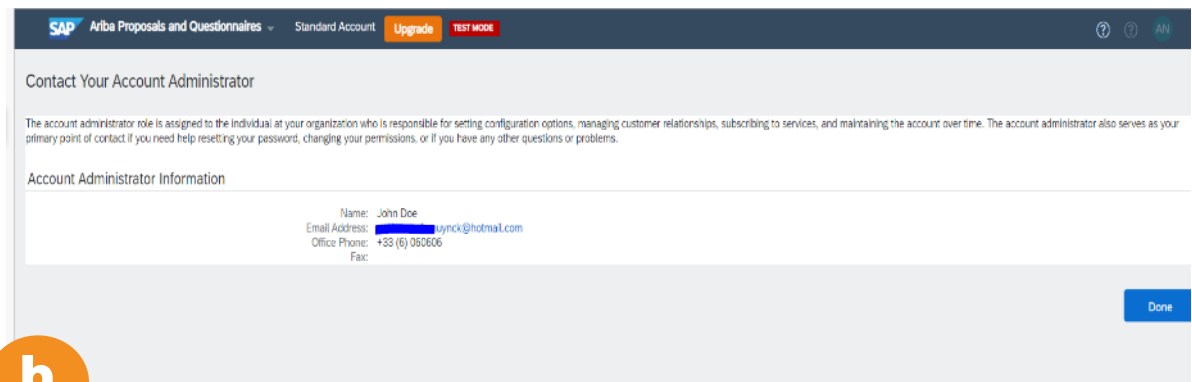 SAP Ariba Proposals and Questionnaires Standard Account Upgrade TEST MODE ? ? AN
Contact Your Account Administrator
The account administrator role is assigned to the individual at your organization who is responsible for setting configuration options, managing customer relationships, subscribing to services, and maintaining the account over time. The account administrator also serves as your
primary point of contact if you need help resetting your password, changing your permissions, or if you have any other questions or problems.
Account Administrator Information
Name: John Doe
Email Address: uynck@hotmail.com
Office Phone: +33 (6) 060606
Fax:
Done
b